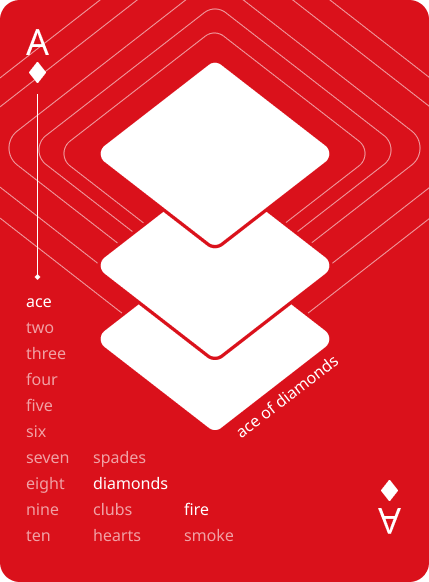 A
ace
two
three
four
five
six
seven spades
eight diamonds
nine clubs fire
ten hearts smoke
ace of diamonds
A